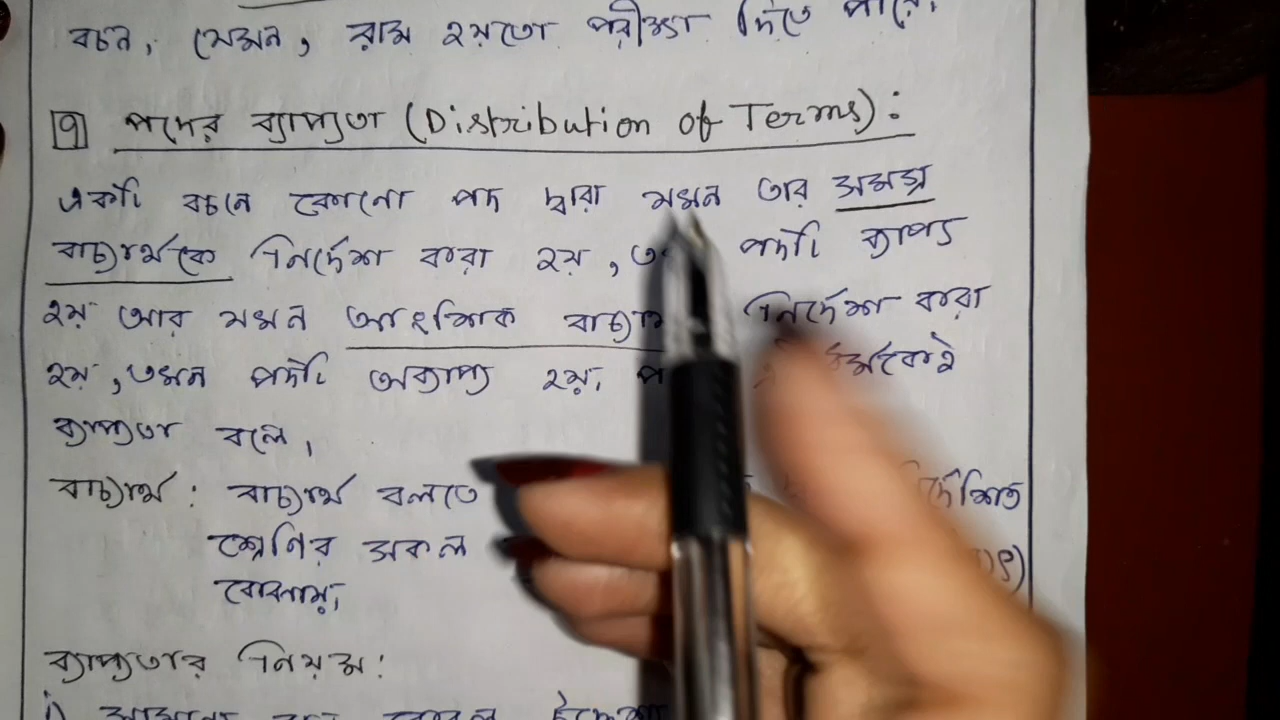 বচন, যেমন, রাম হয়তো পরীক্ষা দিতে পারে।
৭ পদের ব্যাপ্যতা (Distribution of Terms):
একটি বচনে কোনো পদ দ্বারা যখন তার সমগ্র
বাচ্যার্থকে নির্দেশ করা হয়, পদটি ব্যাপ্য
হয় আর যখন আংশিক নির্দেশ করা
হয়, তখন পদটি অব্যাপ্য হয়।
ব্যাপ্যতা বলে।
বাচ্যার্থ: বাচ্যার্থ বলতে
শ্রেণির সকল
বোঝায়।
ব্যাপ্যতার নিয়ম: